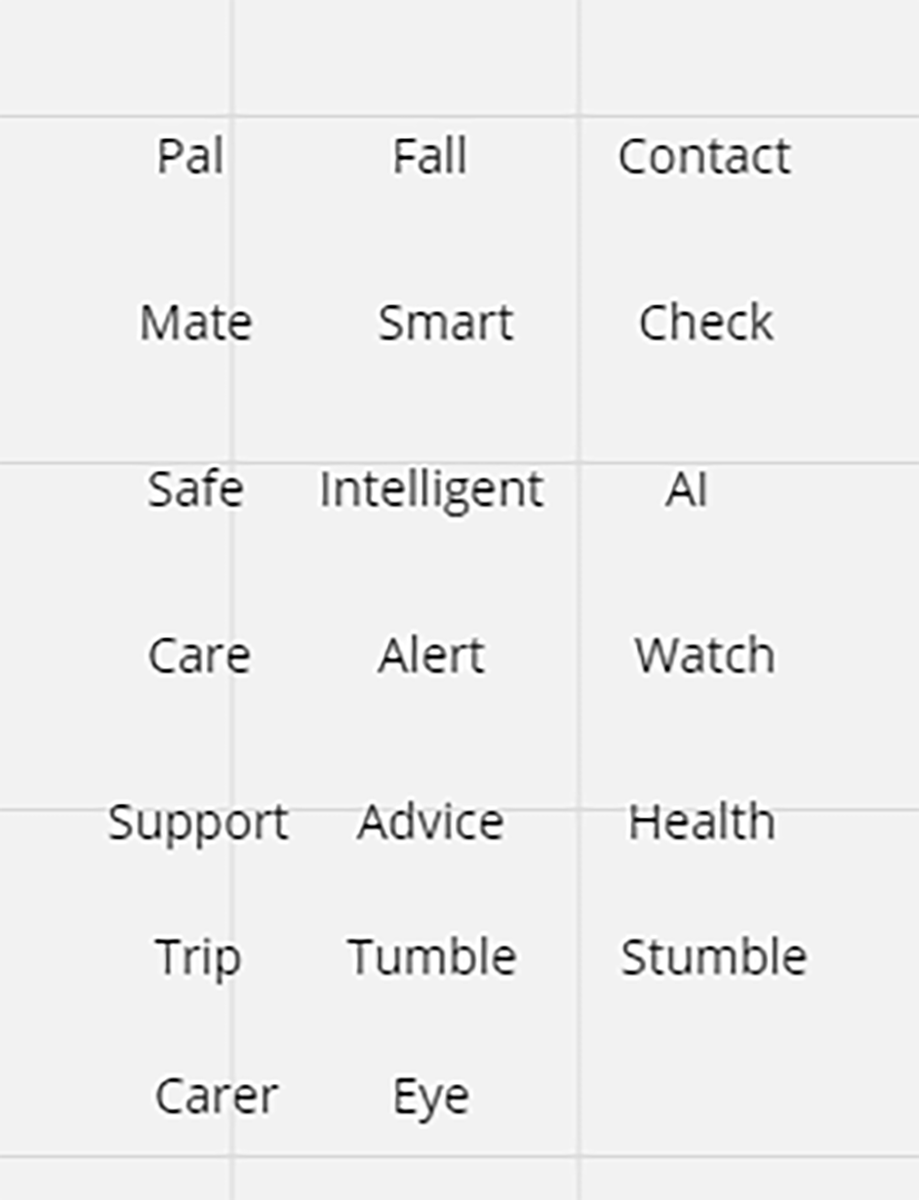 Pal Fall Contact
Mate Smart Check
Safe Intelligent AI
Care Alert Watch
Support Advice Health
Trip Tumble Stumble
Carer Eye